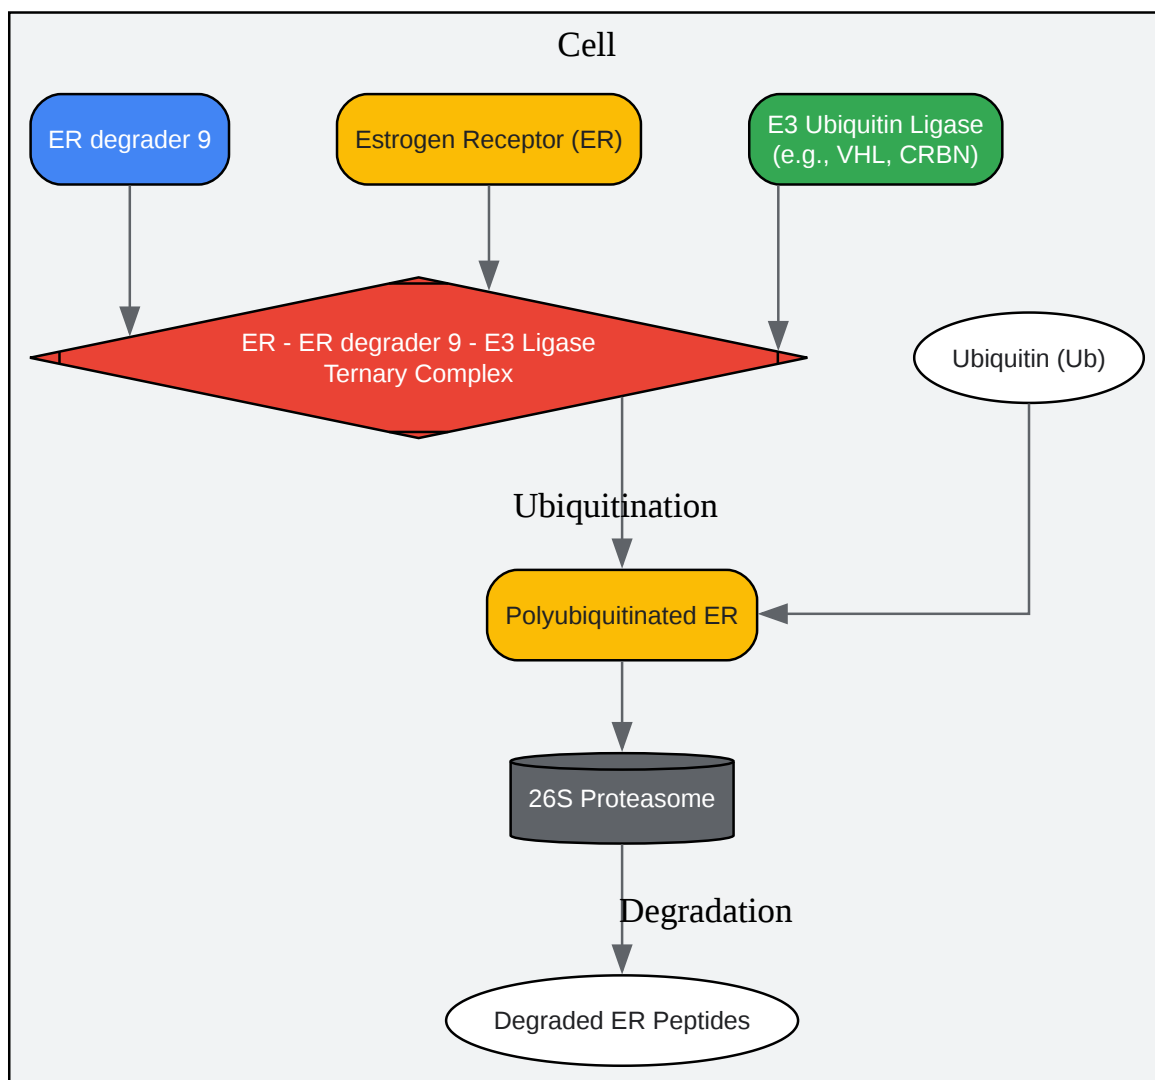 Cell
ER degrader 9
Estrogen Receptor (ER)
E3 Ubiquitin Ligase
(e.g., VHL, CRBN)
ER - ER degrader 9 - E3 Ligase
Ternary Complex
Ubiquitin (Ub)
Ubiquitination
Polyubiquitinated ER
26S Proteasome
Degradation
Degraded ER Peptides